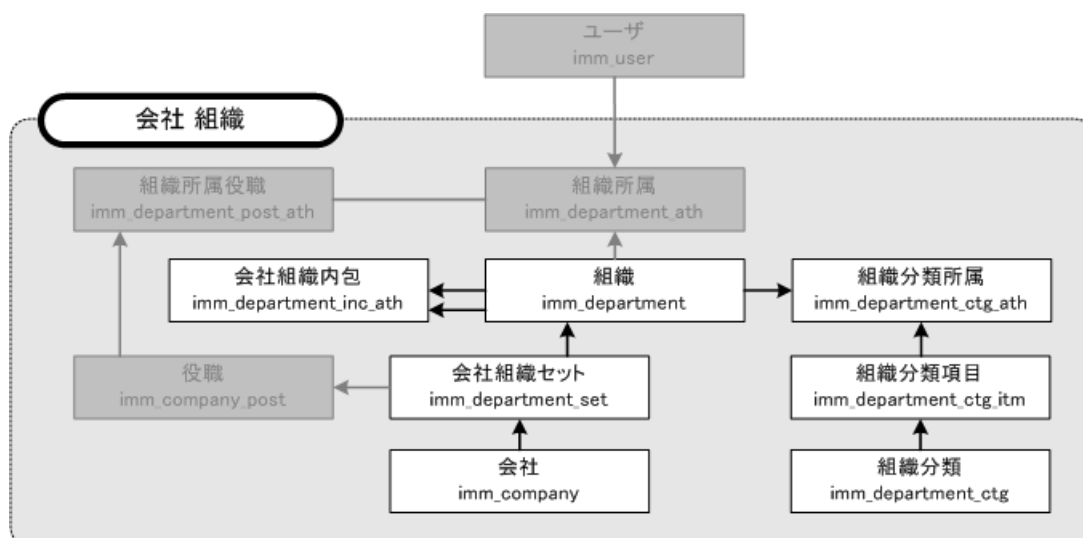 ユーザ
imm_user
会社 組織
組織所属役職
imm_department_post_ath
組織所属
imm_department_ath
会社組織内包
imm_department_inc_ath
組織
imm_department
組織分類所属
imm_department_ctg_ath
役職
imm_company_post
会社組織セット
imm_department_set
組織分類項目
imm_department_ctg_itm
会社
imm_company
組織分類
imm_department_ctg